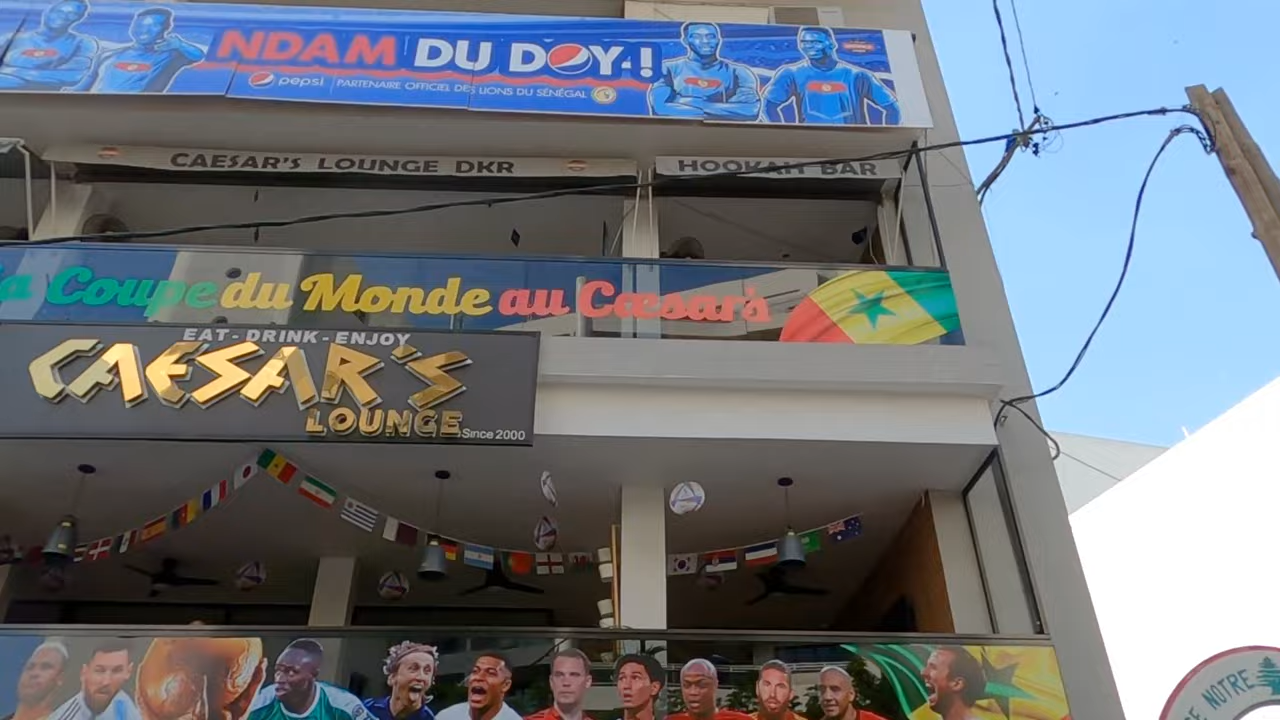 NDAM DU DOY !
pepsi PARTENAIRE OFFICIEL DES LIONS DU SÉNÉGAL
CAESAR'S LOUNGE DKR
HOOKAH BAR
la Coupe du Monde au Cæsar's
EAT - DRINK - ENJOY
CAESAR'S
LOUNGE
Since 2000
NOTRE